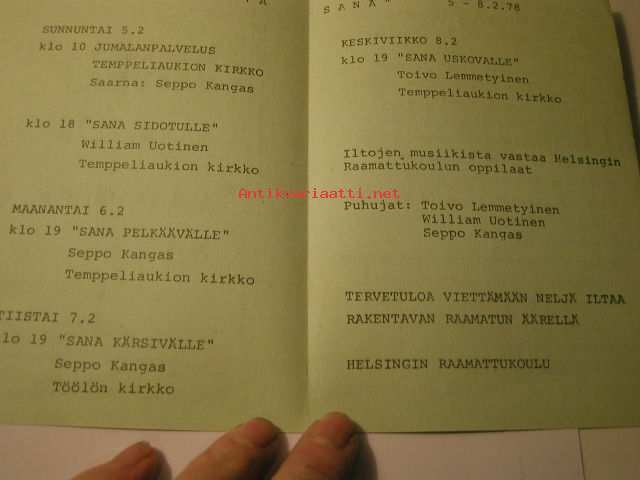 SUNNUNTAI 5.2
klo 10 JUMALANPALVELUS
TEMPPELIAUKION KIRKKO
Saarna: Seppo Kangas
klo 18 "SANA SIDOTULLE"
William Uotinen
Temppeliaukion kirkko
MAANANTAI 6.2
klo 19 "SANA PELKÄÄVÄLLE"
Seppo Kangas
Temppeliaukion kirkko
TIISTAI 7.2
klo 19 "SANA KÄRSIVÄLLE"
Seppo Kangas
Töölön kirkko
SANA" 5 - 8.2.78
KESKIVIIKKO 8.2
klo 19 "SANA USKOVALLE"
Toivo Lemmetyinen
Temppeliaukion kirkko
Iltojen musiikista vastaa Helsingin
Raamattukoulun oppilaat
Puhujat: Toivo Lemmetyinen
William Uotinen
Seppo Kangas
TERVETULOA VIETTÄMÄÄN NELJÄ ILTAA
RAKENTAVAN RAAMATUN ÄÄRELLÄ
HELSINGIN RAAMATTUKOULU
Antikvariaatti.net